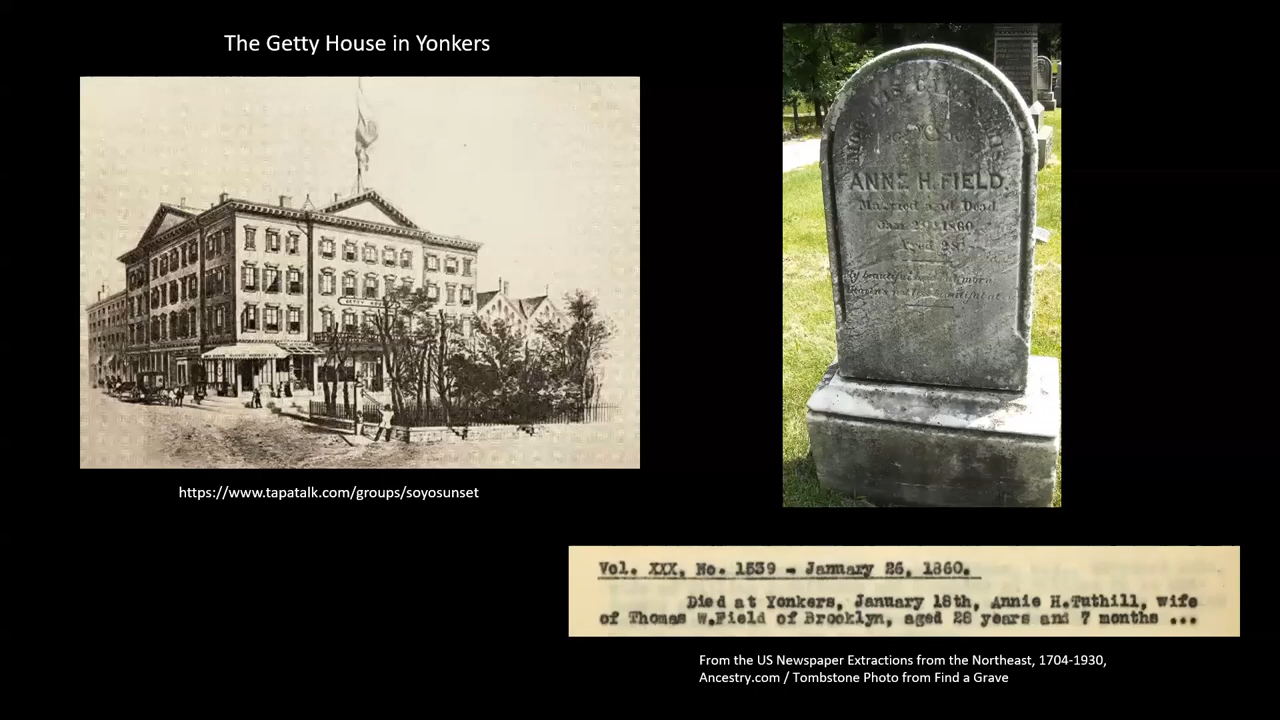 The Getty House in Yonkers
GETTY HOUSE
https://www.tapatalk.com/groups/soyosunset
ANNE H. FIELD.
Married and Dead
1860
Aged 28
Vol. XXX, No. 1539 - January 26, 1860.
Died at Yonkers, January 18th, Annie H.Tuthill, wife
of Thomas W.Field of Brooklyn, aged 28 years and 7 months ...
From the US Newspaper Extractions from the Northeast, 1704-1930,
Ancestry.com / Tombstone Photo from Find a Grave